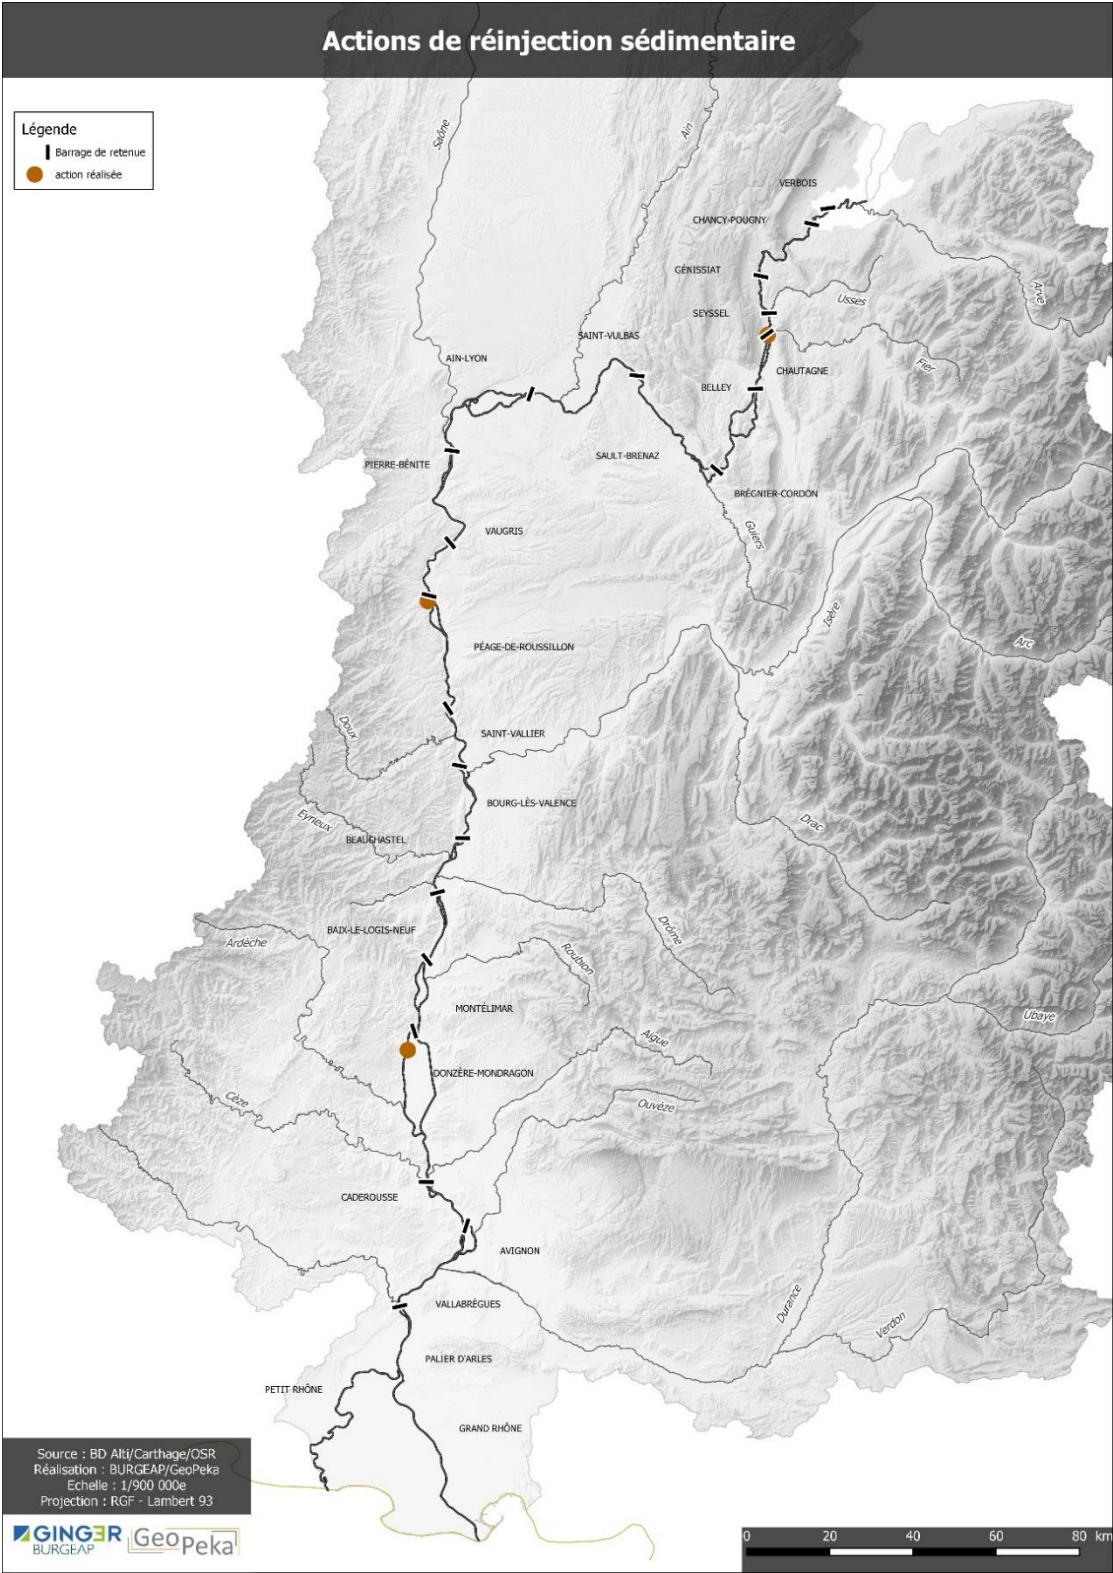 Actions de réinjection sédimentaire
Légende
Barrage de retenue
action réalisée
Saône
Ain
VERBOIS
CHANCY-POUGNY
GÉNISSIAT
Arve
Usses
SEYSSEL
SAINT-VULBAS
AIN-LYON
CHAUTAGNE
Fier
BELLEY
SAULT-BRENAZ
PIERRE-BÉNITE
BRÉGNIER-CORDON
Guiers
VAUGRIS
Isère
Arc
PÉAGE-DE-ROUSSILLON
Doux
SAINT-VALLIER
BOURG-LÈS-VALENCE
Eyrieux
Drac
BEAUCHASTEL
BAIX-LE-LOGIS-NEUF
Drôme
Ardèche
Roubion
MONTÉLIMAR
Ubaye
Aigue
DONZÈRE-MONDRAGON
Cèze
Ouvèze
CADEROUSSE
AVIGNON
VALLABRÈGUES
Durance
Verdon
PALIER D'ARLES
PETIT RHÔNE
GRAND RHÔNE
Source : BD Alti/Carthage/OSR
Réalisation : BURGEAP/GeoPeka
Echelle : 1/900 000e
Projection : RGF - Lambert 93
GINGER
BURGEAP
GeoPeka
0 20 40 60 80 km